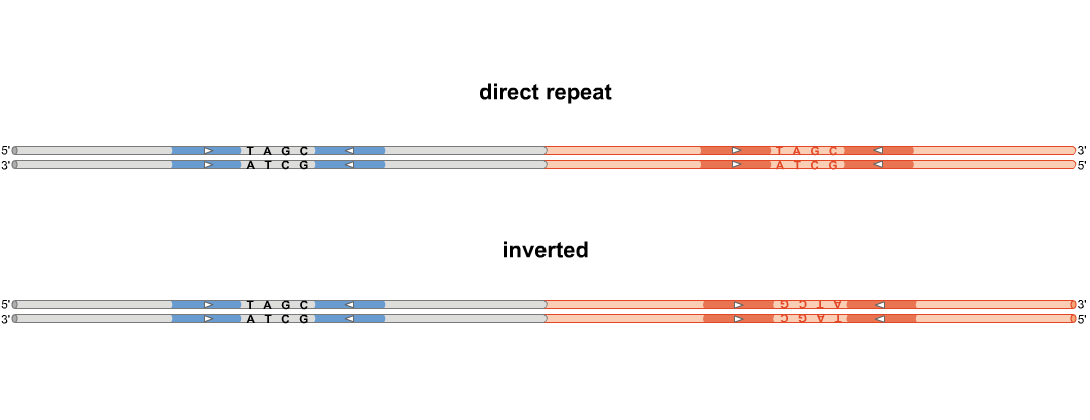 direct repeat
5' T A G C T A G C 3'
3' A T C G A T C G 5'
inverted
5' T A G C A T C G 3'
3' A T C G T A G C 5'